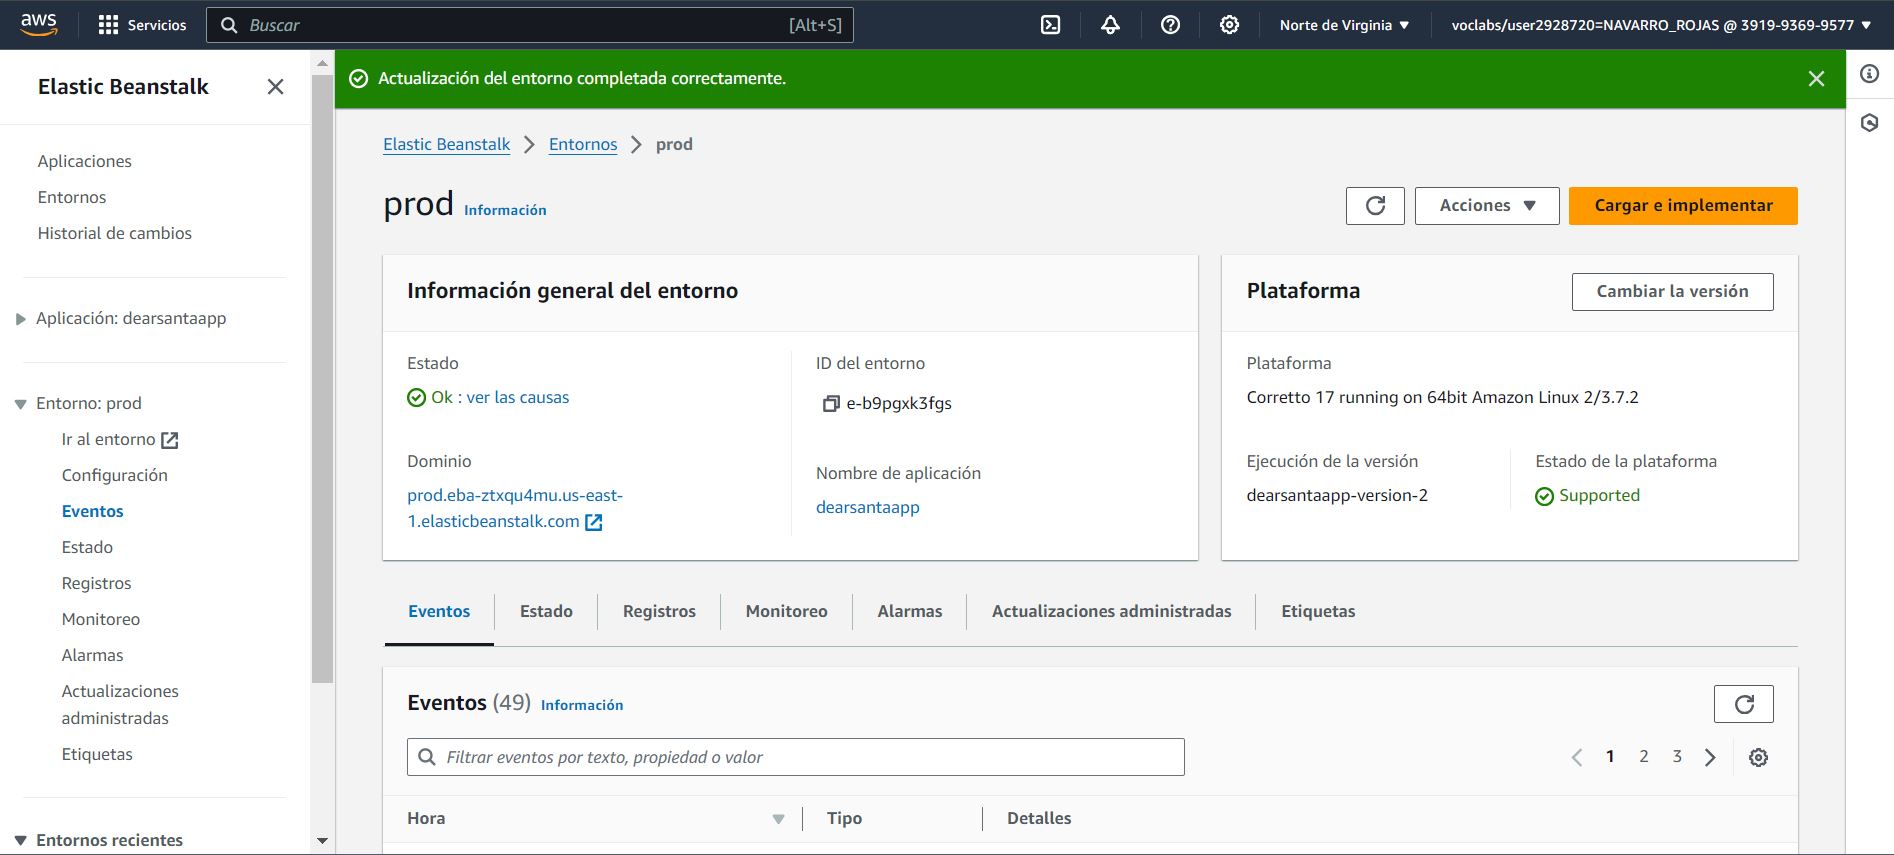 aws
Servicios
Buscar [Alt+S]
Norte de Virginia
voclabs/user2928720=NAVARRO_ROJAS @ 3919-9369-9577
Elastic Beanstalk
Aplicaciones
Entornos
Historial de cambios
Aplicación: dearsantaapp
Entorno: prod
Ir al entorno
Configuración
Eventos
Estado
Registros
Monitoreo
Alarmas
Actualizaciones
administradas
Etiquetas
Entornos recientes
Actualización del entorno completada correctamente.
Elastic Beanstalk > Entornos > prod
prod Información
Acciones
Cargar e implementar
Información general del entorno
Estado
Ok : ver las causas
Dominio
prod.eba-ztxqu4mu.us-east-
1.elasticbeanstalk.com
ID del entorno
e-b9pgxk3fgs
Nombre de aplicación
dearsantaapp
Plataforma
Cambiar la versión
Plataforma
Corretto 17 running on 64bit Amazon Linux 2/3.7.2
Ejecución de la versión
dearsantaapp-version-2
Estado de la plataforma
Supported
Eventos Estado Registros Monitoreo Alarmas Actualizaciones administradas Etiquetas
Eventos (49) Información
Filtrar eventos por texto, propiedad o valor
1 2 3
Hora Tipo Detalles